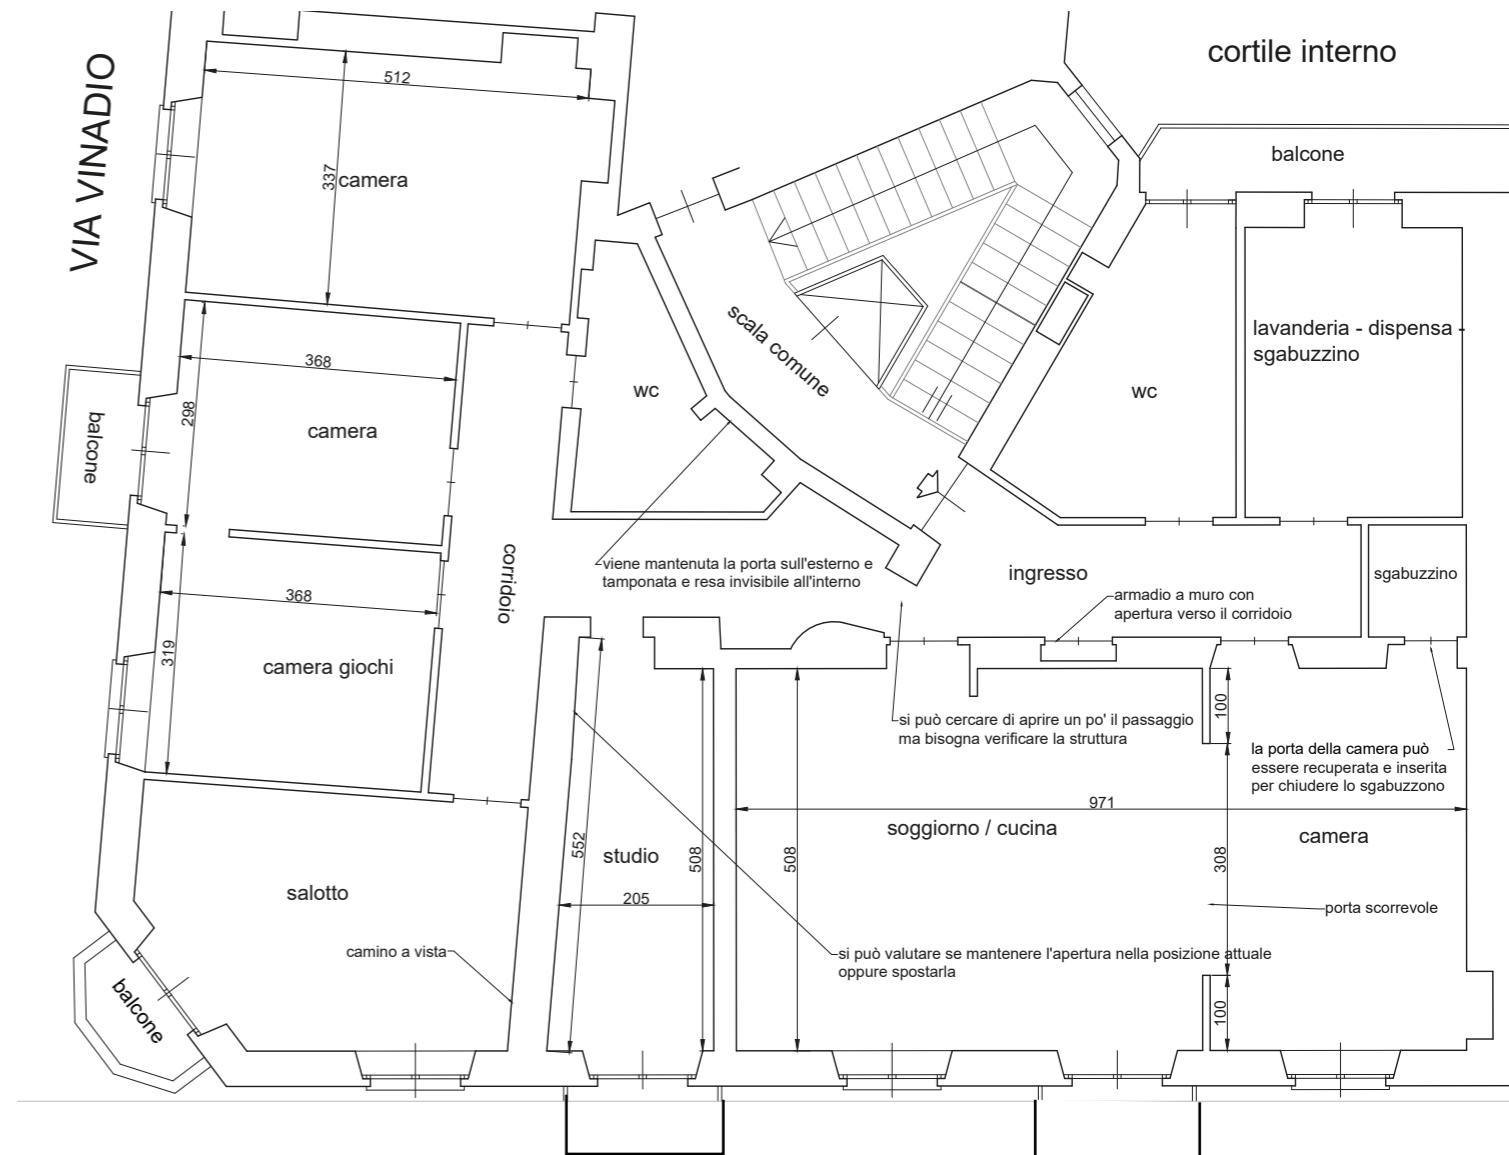 cortile interno
VIA VINADIO
512
337
camera
balcone
scala comune
lavanderia - dispensa -
sgabuzzino
wc
wc
368
298
camera
balcone
corridoio
viene mantenuta la porta sull'esterno e
tamponata e resa invisibile all'interno
ingresso
sgabuzzino
armadio a muro con
apertura verso il corridoio
368
319
camera giochi
si può cercare di aprire un po' il passaggio
ma bisogna verificare la struttura
100
la porta della camera può
essere recuperata e inserita
per chiudere lo sgabuzzono
971
soggiorno / cucina
camera
552
studio
508
508
308
205
salotto
porta scorrevole
camino a vista
si può valutare se mantenere l'apertura nella posizione attuale
oppure spostarla
balcone
100